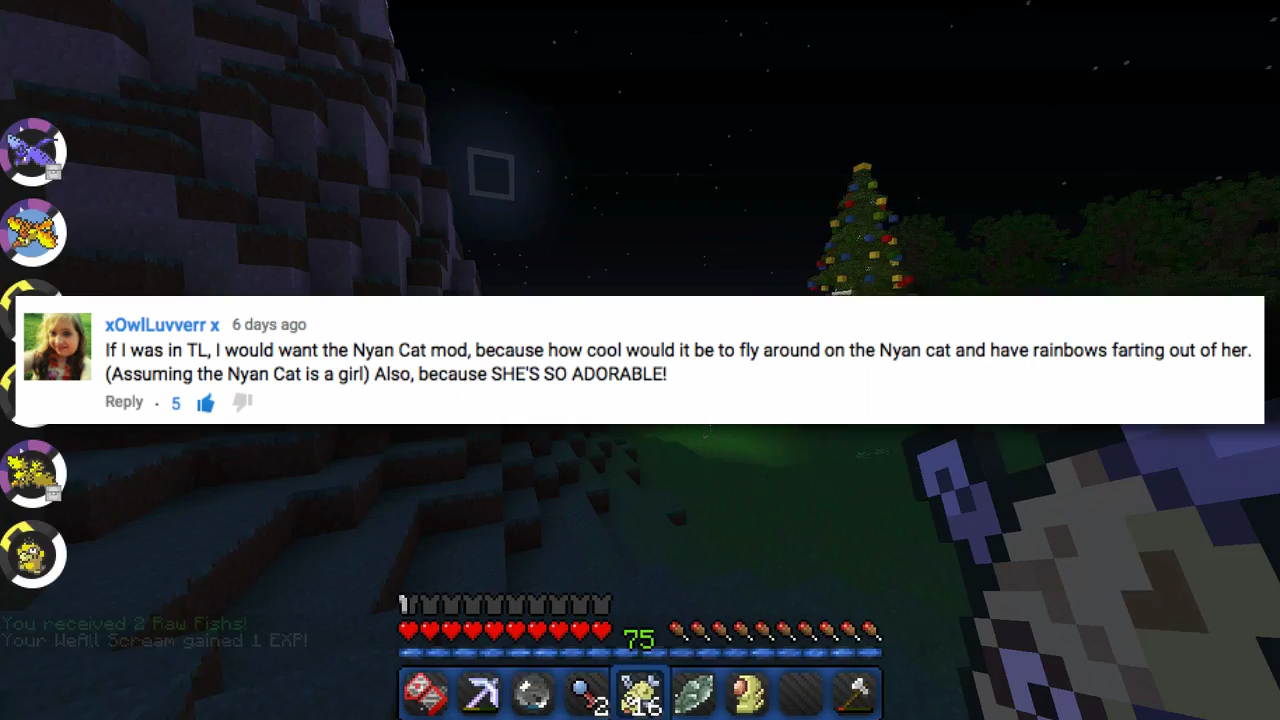 xOwlLuvverr x 6 days ago
If I was in TL, I would want the Nyan Cat mod, because how cool would it be to fly around on the Nyan cat and have rainbows farting out of her.
(Assuming the Nyan Cat is a girl) Also, because SHE'S SO ADORABLE!
Reply · 5
You received 2 Raw Fishs!
Your WeAll Scream gained 1 EXP!
1
75
2 16